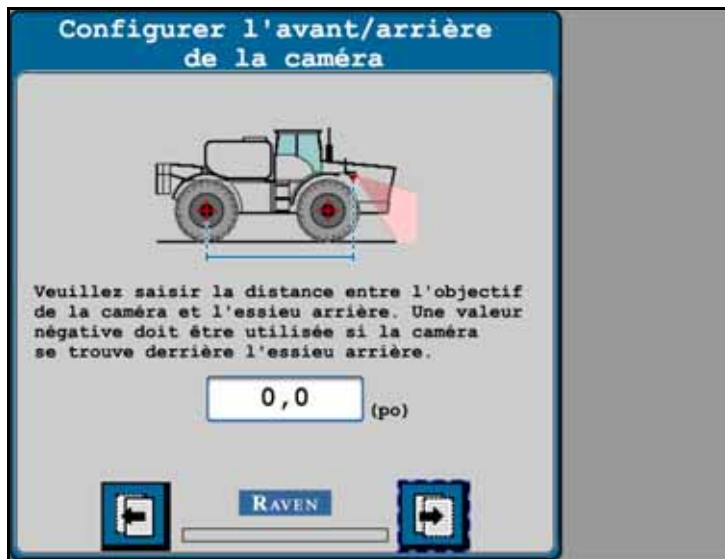 Configurer l'avant/arrière
de la caméra
Veuillez saisir la distance entre l'objectif
de la caméra et l'essieu arrière. Une valeur
négative doit être utilisée si la caméra
se trouve derrière l'essieu arrière.
0,0
(po)
RAVEN